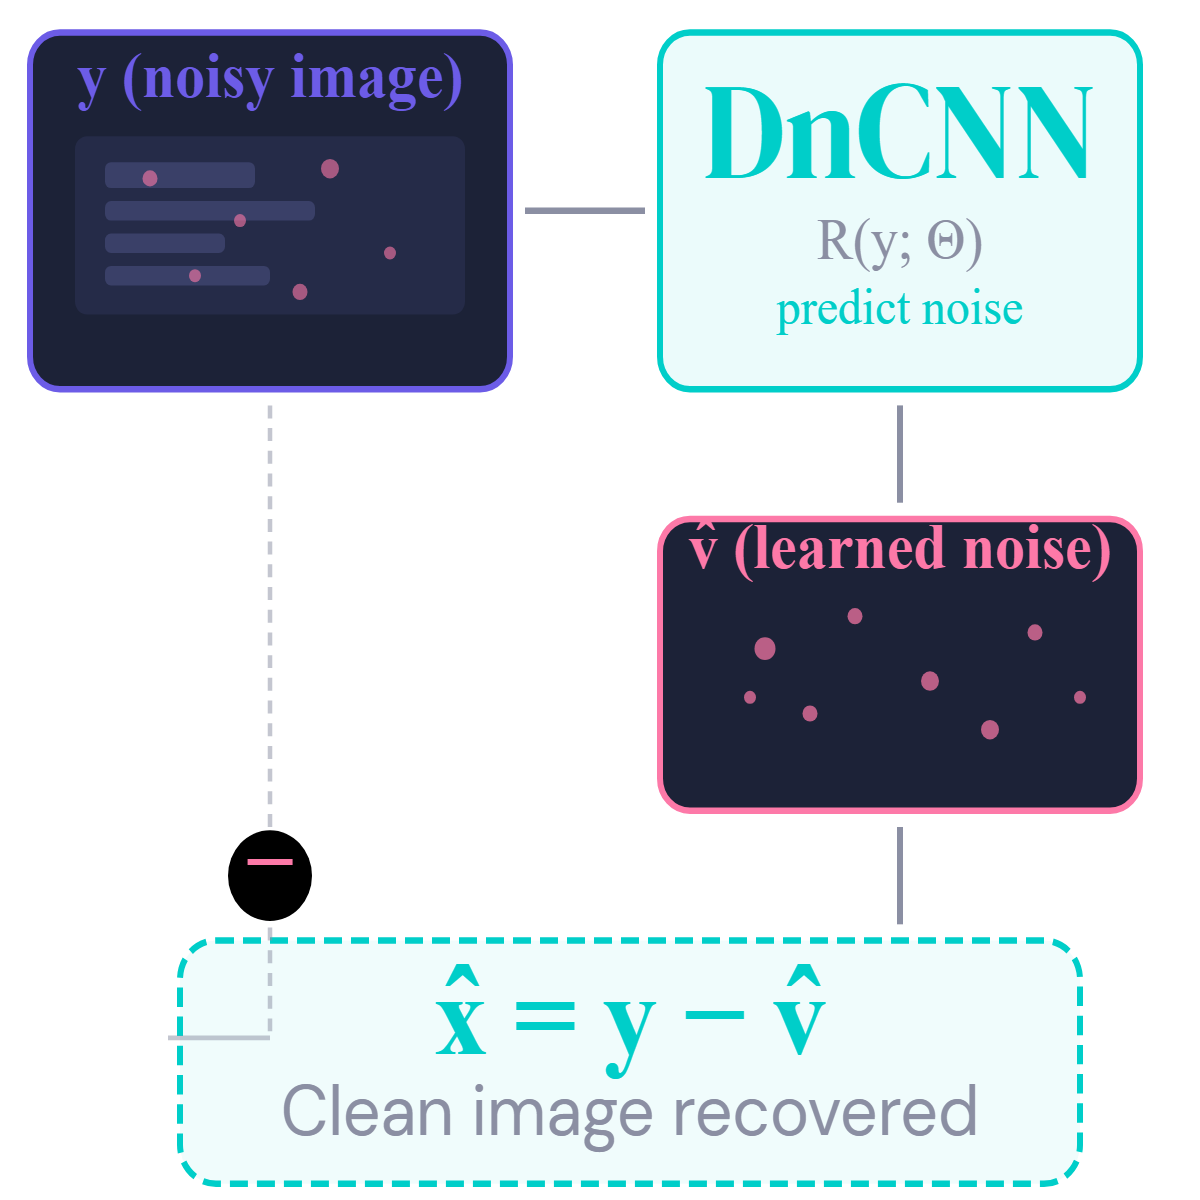 y (noisy image)
DnCNN
R(y; Θ)
predict noise
v̂ (learned noise)
x̂ = y − v̂
Clean image recovered